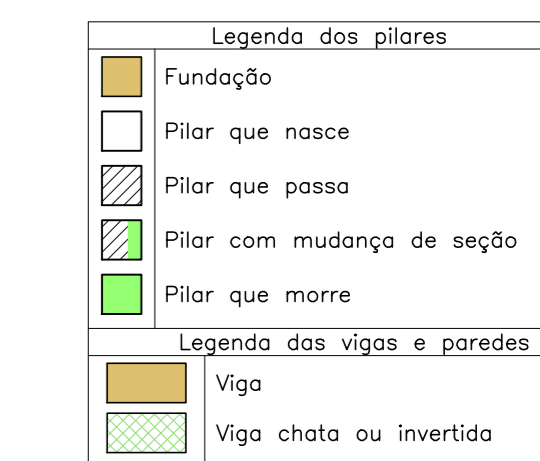 Legenda dos pilares
Fundação
Pilar que nasce
Pilar que passa
Pilar com mudança de seção
Pilar que morre
Legenda das vigas e paredes
Viga
Viga chata ou invertida